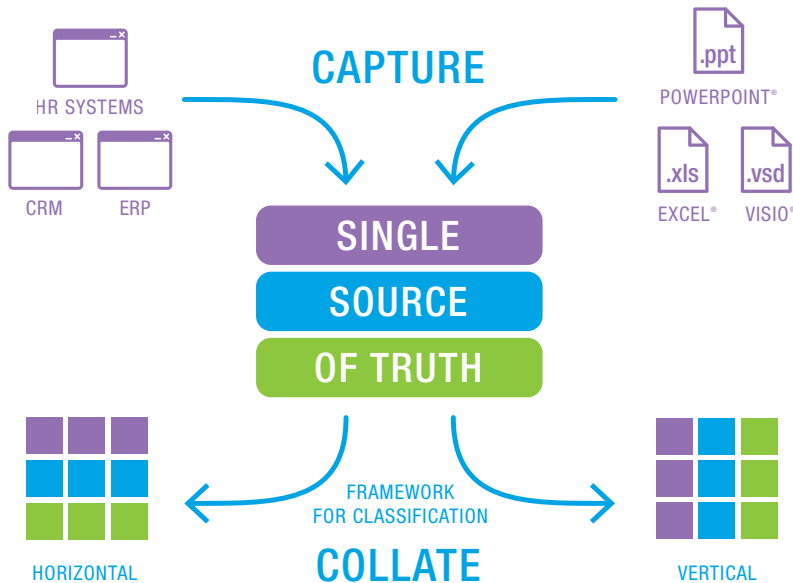 CAPTURE
HR SYSTEMS
CRM
ERP
.ppt
POWERPOINT®
.xls
.vsd
EXCEL®
VISIO®
SINGLE
SOURCE
OF TRUTH
FRAMEWORK
FOR CLASSIFICATION
COLLATE
HORIZONTAL
VERTICAL